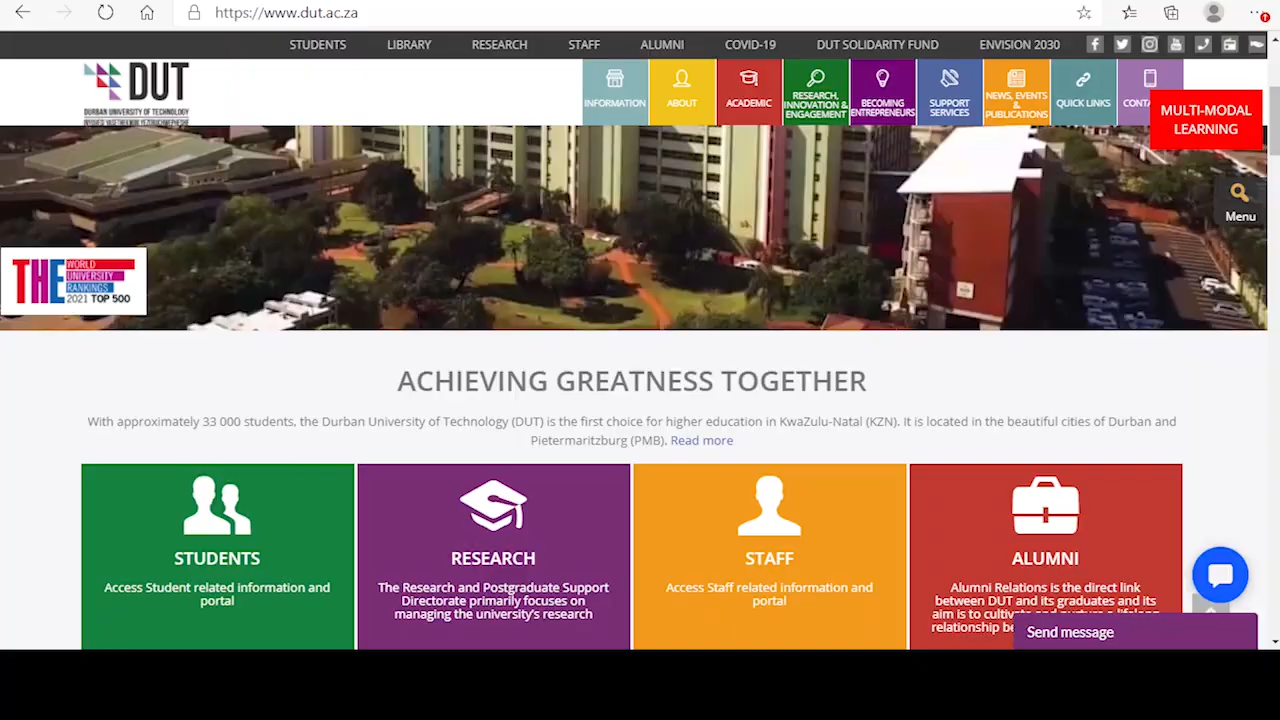 https://www.dut.ac.za
STUDENTS LIBRARY RESEARCH STAFF ALUMNI COVID-19 DUT SOLIDARITY FUND ENVISION 2030
DUT
DURBAN UNIVERSITY OF TECHNOLOGY
INFORMATION
ABOUT
ACADEMIC
RESEARCH,
INNOVATION &
ENGAGEMENT
BECOMING
ENTREPRENEURS
SUPPORT
SERVICES
NEWS, EVENTS
&
PUBLICATIONS
QUICK LINKS
MULTI-MODAL
LEARNING
Menu
THE
WORLD
UNIVERSITY
RANKINGS
2021 TOP 500
ACHIEVING GREATNESS TOGETHER
With approximately 33 000 students, the Durban University of Technology (DUT) is the first choice for higher education in KwaZulu-Natal (KZN). It is located in the beautiful cities of Durban and
Pietermaritzburg (PMB). Read more
STUDENTS
Access Student related information and
portal
RESEARCH
The Research and Postgraduate Support
Directorate primarily focuses on
managing the university's research
STAFF
Access Staff related information and
portal
ALUMNI
Alumni Relations is the direct link
between DUT and its graduates and its
aim is to
relationship
Send message